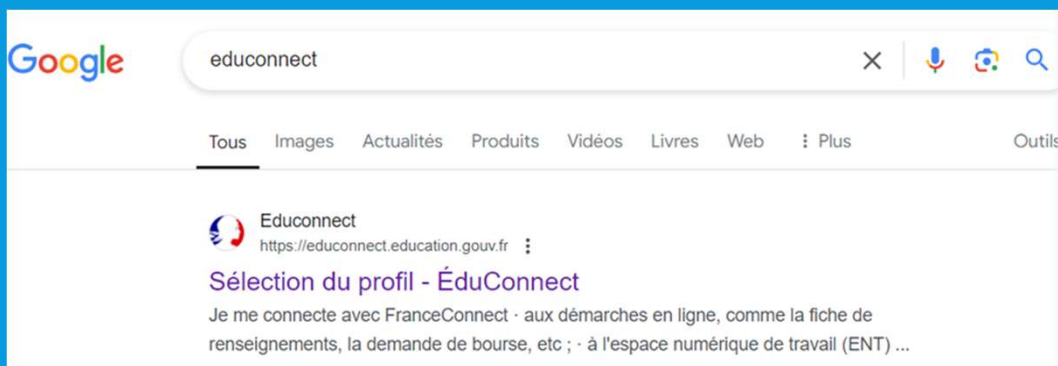 Google
educonnect
Tous Images Actualités Produits Vidéos Livres Web Plus Outils
Educonnect
https://educonnect.education.gouv.fr
Sélection du profil - ÉduConnect
Je me connecte avec FranceConnect · aux démarches en ligne, comme la fiche de
renseignements, la demande de bourse, etc ; · à l'espace numérique de travail (ENT) ...